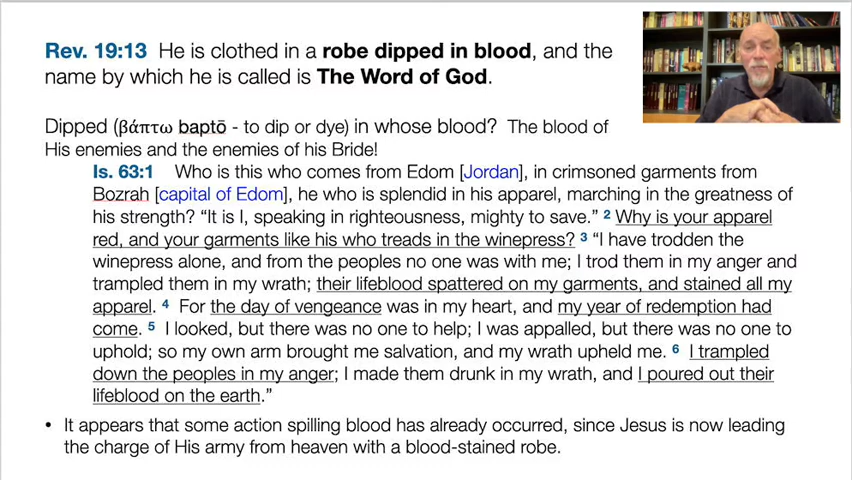 Rev. 19:13 He is clothed in a robe dipped in blood, and the
name by which he is called is The Word of God.
Dipped (βάπτω baptō - to dip or dye) in whose blood? The blood of
His enemies and the enemies of his Bride!
Is. 63:1 Who is this who comes from Edom [Jordan], in crimsoned garments from
Bozrah [capital of Edom], he who is splendid in his apparel, marching in the greatness of
his strength? “It is I, speaking in righteousness, mighty to save.” 2 Why is your apparel
red, and your garments like his who treads in the winepress? 3 “I have trodden the
winepress alone, and from the peoples no one was with me; I trod them in my anger and
trampled them in my wrath; their lifeblood spattered on my garments, and stained all my
apparel. 4 For the day of vengeance was in my heart, and my year of redemption had
come. 5 I looked, but there was no one to help; I was appalled, but there was no one to
uphold; so my own arm brought me salvation, and my wrath upheld me. 6 I trampled
down the peoples in my anger; I made them drunk in my wrath, and I poured out their
lifeblood on the earth.”
• It appears that some action spilling blood has already occurred, since Jesus is now leading
the charge of His army from heaven with a blood-stained robe.